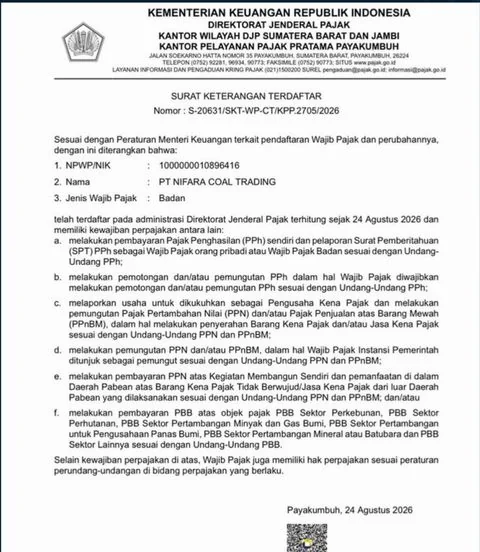 KEMENTERIAN KEUANGAN REPUBLIK INDONESIA
DIREKTORAT JENDERAL PAJAK
KANTOR WILAYAH DJP SUMATERA BARAT DAN JAMBI
KANTOR PELAYANAN PAJAK PRATAMA PAYAKUMBUH
JALAN SOEKARNO HATTA NOMOR 35 PAYAKUMBUH, SUMATERA BARAT, PAYAKUMBUH, 26224
TELEPON (0752) 92281, 96934, 90773; FAKSIMILE (0752) 90773; SITUS www.pajak.go.id
LAYANAN INFORMASI DAN PENGADUAN KRING PAJAK (021)1500200 SUREL pengaduan@pajak.go.id; informasi@pajak.go.id
SURAT KETERANGAN TERDAFTAR
Nomor : S-20631/SKT-WP-CT/KPP.2705/2026
Sesuai dengan Peraturan Menteri Keuangan terkait pendaftaran Wajib Pajak dan perubahannya,
dengan ini diterangkan bahwa:
1. NPWP/NIK : 1000000010896416
2. Nama : PT NIFARA COAL TRADING
3. Jenis Wajib Pajak : Badan
telah terdaftar pada administrasi Direktorat Jenderal Pajak terhitung sejak 24 Agustus 2026 dan
memiliki kewajiban perpajakan antara lain:
a. melakukan pembayaran Pajak Penghasilan (PPh) sendiri dan pelaporan Surat Pemberitahuan
(SPT) PPh sebagai Wajib Pajak orang pribadi atau Wajib Pajak Badan sesuai dengan Undang-
Undang PPh;
b. melakukan pemotongan dan/atau pemungutan PPh dalam hal Wajib Pajak diwajibkan
melakukan pemotongan dan/atau pemungutan PPh sesuai dengan Undang-Undang PPh;
c. melaporkan usaha untuk dikukuhkan sebagai Pengusaha Kena Pajak dan melakukan
pemungutan Pajak Pertambahan Nilai (PPN) dan/atau Pajak Penjualan atas Barang Mewah
(PPnBM), dalam hal melakukan penyerahan Barang Kena Pajak dan/atau Jasa Kena Pajak
sesuai dengan Undang-Undang PPN dan PPnBM;
d. melakukan pemungutan PPN dan/atau PPnBM, dalam hal Wajib Pajak Instansi Pemerintah
ditunjuk sebagai pemungut sesuai dengan Undang-Undang PPN dan PPnBM;
e. melakukan pembayaran PPN atas Kegiatan Membangun Sendiri dan pemanfaatan di dalam
Daerah Pabean atas Barang Kena Pajak Tidak Berwujud/Jasa Kena Pajak dari luar Daerah
Pabean yang dilaksanakan sesuai dengan Undang-Undang PPN dan PPnBM; dan/atau
f. melakukan pembayaran PBB atas objek pajak PBB Sektor Perkebunan, PBB Sektor
Perhutanan, PBB Sektor Pertambangan Minyak dan Gas Bumi, PBB Sektor Pertambangan
untuk Pengusahaan Panas Bumi, PBB Sektor Pertambangan Mineral atau Batubara dan PBB
Sektor Lainnya sesuai dengan Undang-Undang PBB.
Selain kewajiban perpajakan di atas, Wajib Pajak juga memiliki hak perpajakan sesuai peraturan
perundang-undangan di bidang perpajakan yang berlaku.
Payakumbuh, 24 Agustus 2026